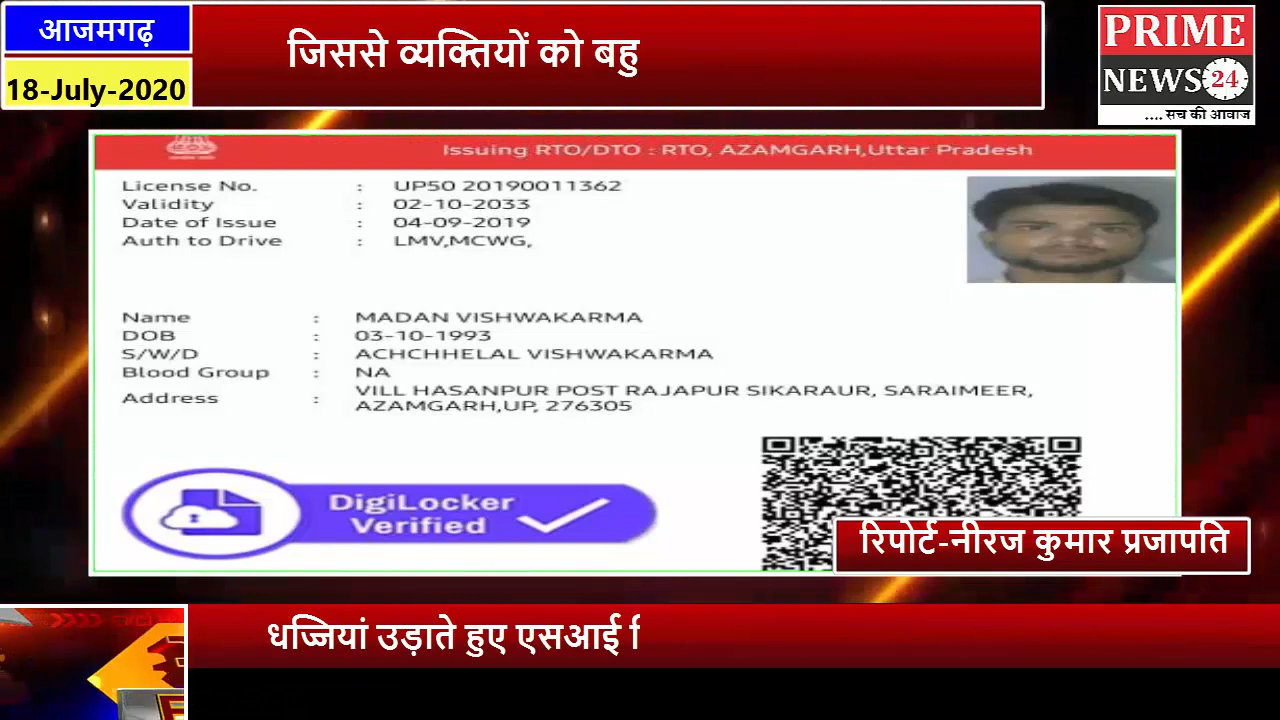 आजमगढ़
18-July-2020
जिससे व्यक्तियों को बहु
PRIME
NEWS 24
....सच की आवाज
Issuing RTO/DTO : RTO, AZAMGARH,Uttar Pradesh
License No. : UP50 20190011362
Validity : 02-10-2033
Date of Issue : 04-09-2019
Auth to Drive : LMV,MCWG,
Name : MADAN VISHWAKARMA
DOB : 03-10-1993
S/W/D : ACHCHHELAL VISHWAKARMA
Blood Group : NA
Address : VILL HASANPUR POST RAJAPUR SIKARAUR, SARAIMEER,
AZAMGARH,UP, 276305
DigiLocker
Verified
रिपोर्ट-नीरज कुमार प्रजापति
धज्जियां उड़ाते हुए एसआई